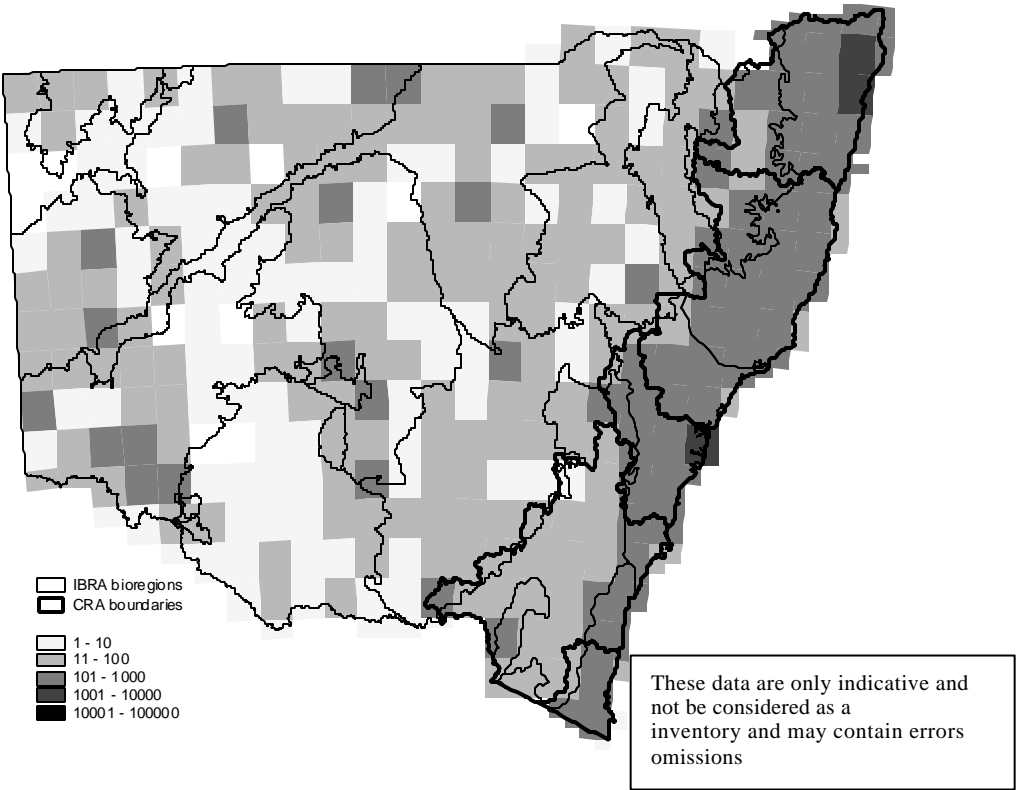 IBRA bioregions
CRA boundaries
1 - 10
11 - 100
101 - 1000
1001 - 10000
10001 - 100000
These data are only indicative and
not be considered as a
inventory and may contain errors
omissions